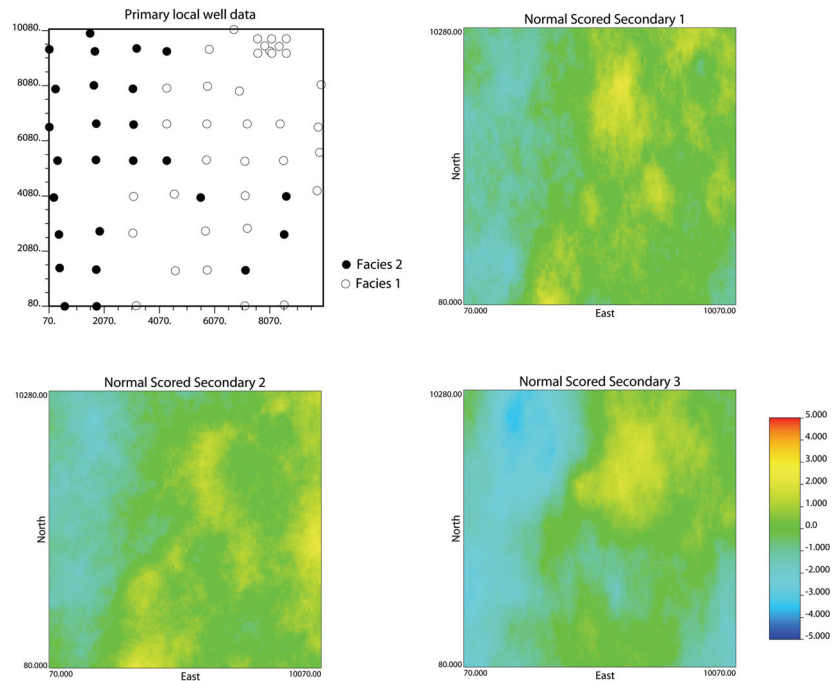 Primary local well data
10080.
8080.
6080.
4080.
2080.
80.
70.
2070.
4070.
6070.
8070.
Facies 2
Facies 1
Normal Scored Secondary 1
10280.00
North
80.000
70.000
East
10070.00
Normal Scored Secondary 2
10280.00
North
80.000
70.000
East
10070.00
Normal Scored Secondary 3
10280.00
North
80.000
70.000
East
10070.00
5.000
4.000
3.000
2.000
1.000
0.0
-1.000
-2.000
-3.000
-4.000
-5.000